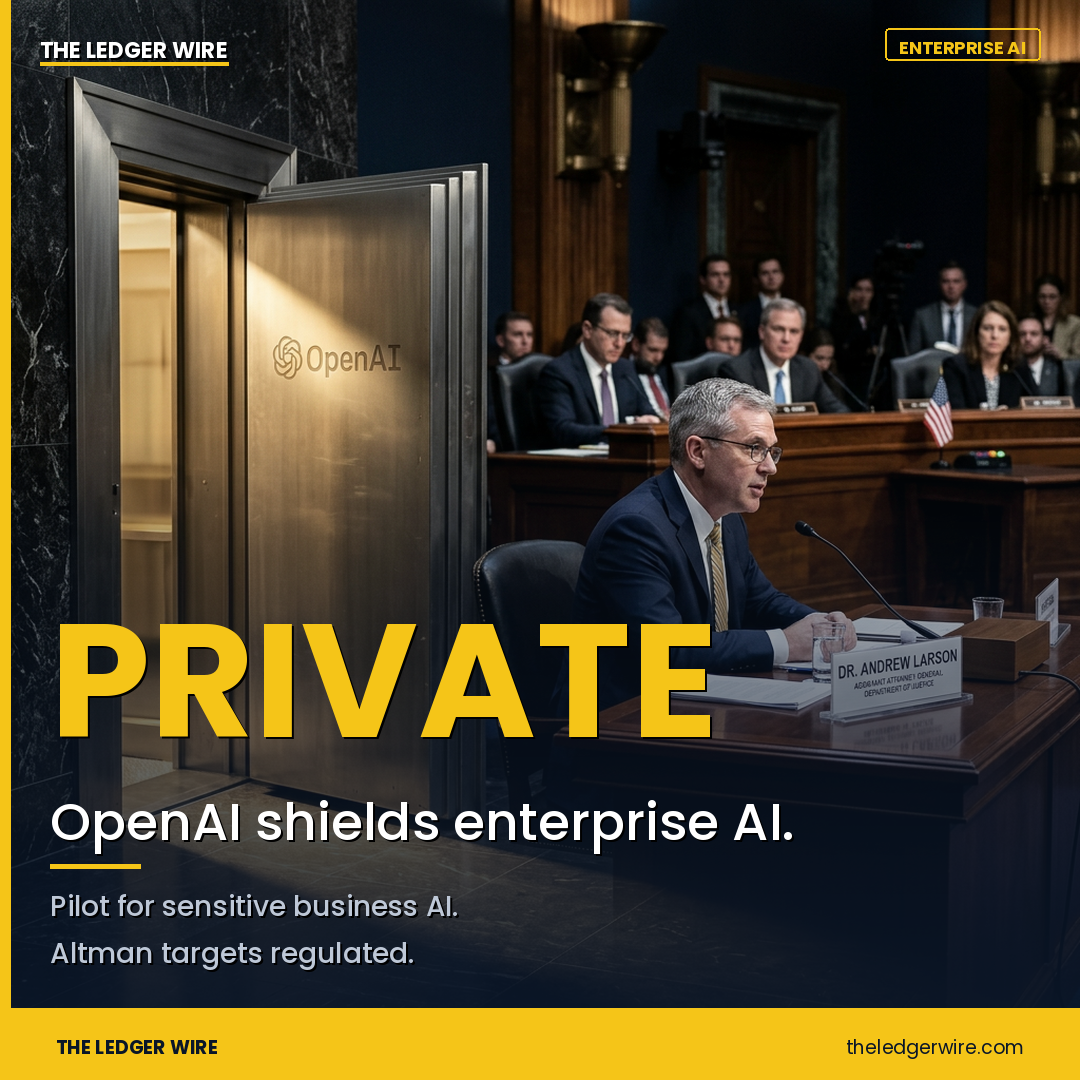 THE LEDGER WIRE
ENTERPRISE AI
OpenAI
DR. ANDREW LARSON
PRIVATE
OpenAI shields enterprise AI.
Pilot for sensitive business AI.
Altman targets regulated.
THE LEDGER WIRE
theledgerwire.com